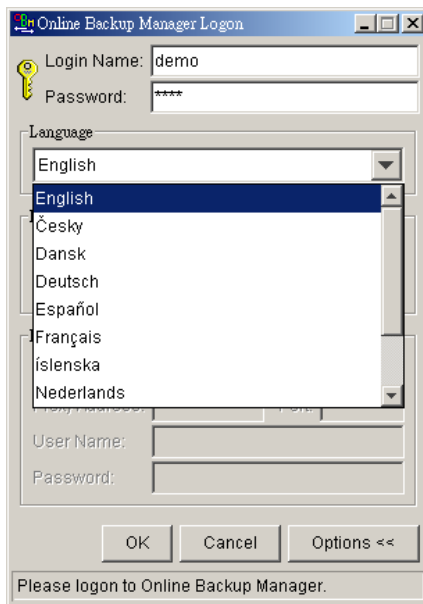 Online Backup Manager Logon
Login Name: demo
Password: ****
Language
English
English
Česky
Dansk
Deutsch
Español
Français
íslenska
Nederlands
User Name:
Password:
OK Cancel Options <<
Please logon to Online Backup Manager.